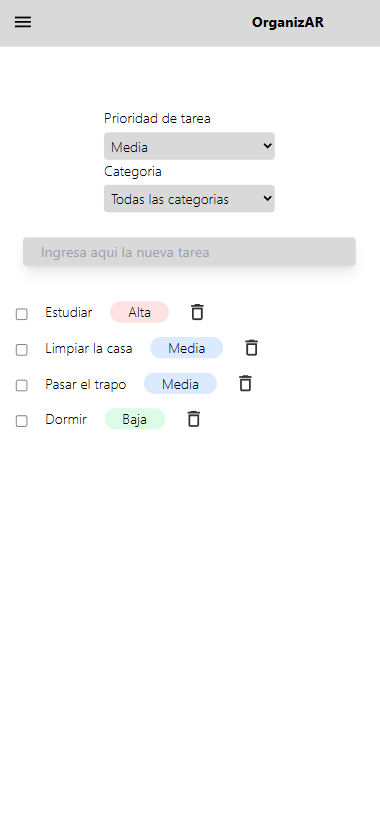 OrganizAR
Prioridad de tarea
Media
Categoria
Todas las categorias
Ingresa aqui la nueva tarea
Estudiar Alta
Limpiar la casa Media
Pasar el trapo Media
Dormir Baja